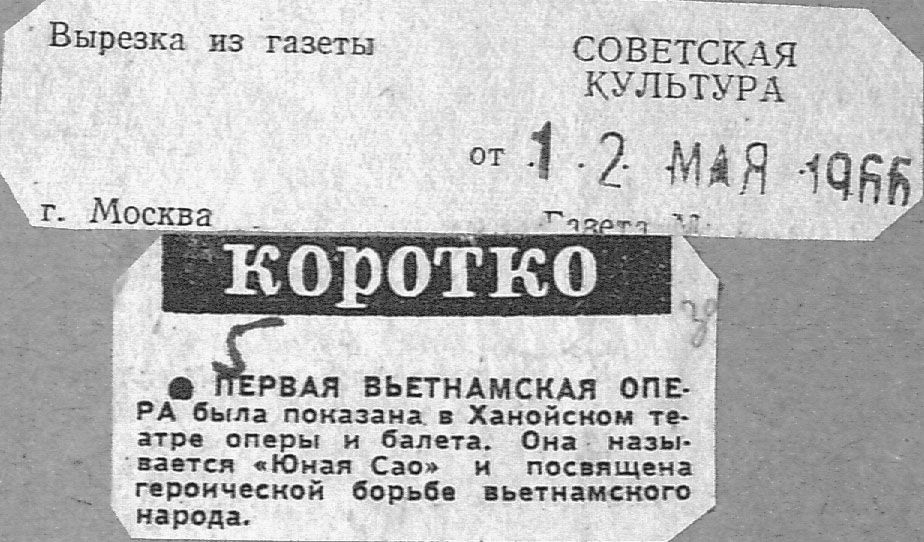 Вырезка из газеты
СОВЕТСКАЯ
КУЛЬТУРА
от 12 МАЯ 1966
г. Москва
Газета
коротко
5
● ПЕРВАЯ ВЬЕТНАМСКАЯ ОПЕ-
РА была показана в Ханойском те-
атре оперы и балета. Она назы-
вается «Юная Сао» и посвящена
героической борьбе вьетнамского
народа.